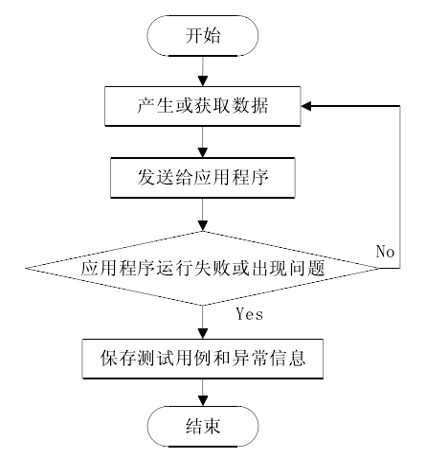 开始
产生或获取数据
发送给应用程序
应用程序运行失败或出现问题
No
Yes
保存测试用例和异常信息
结束